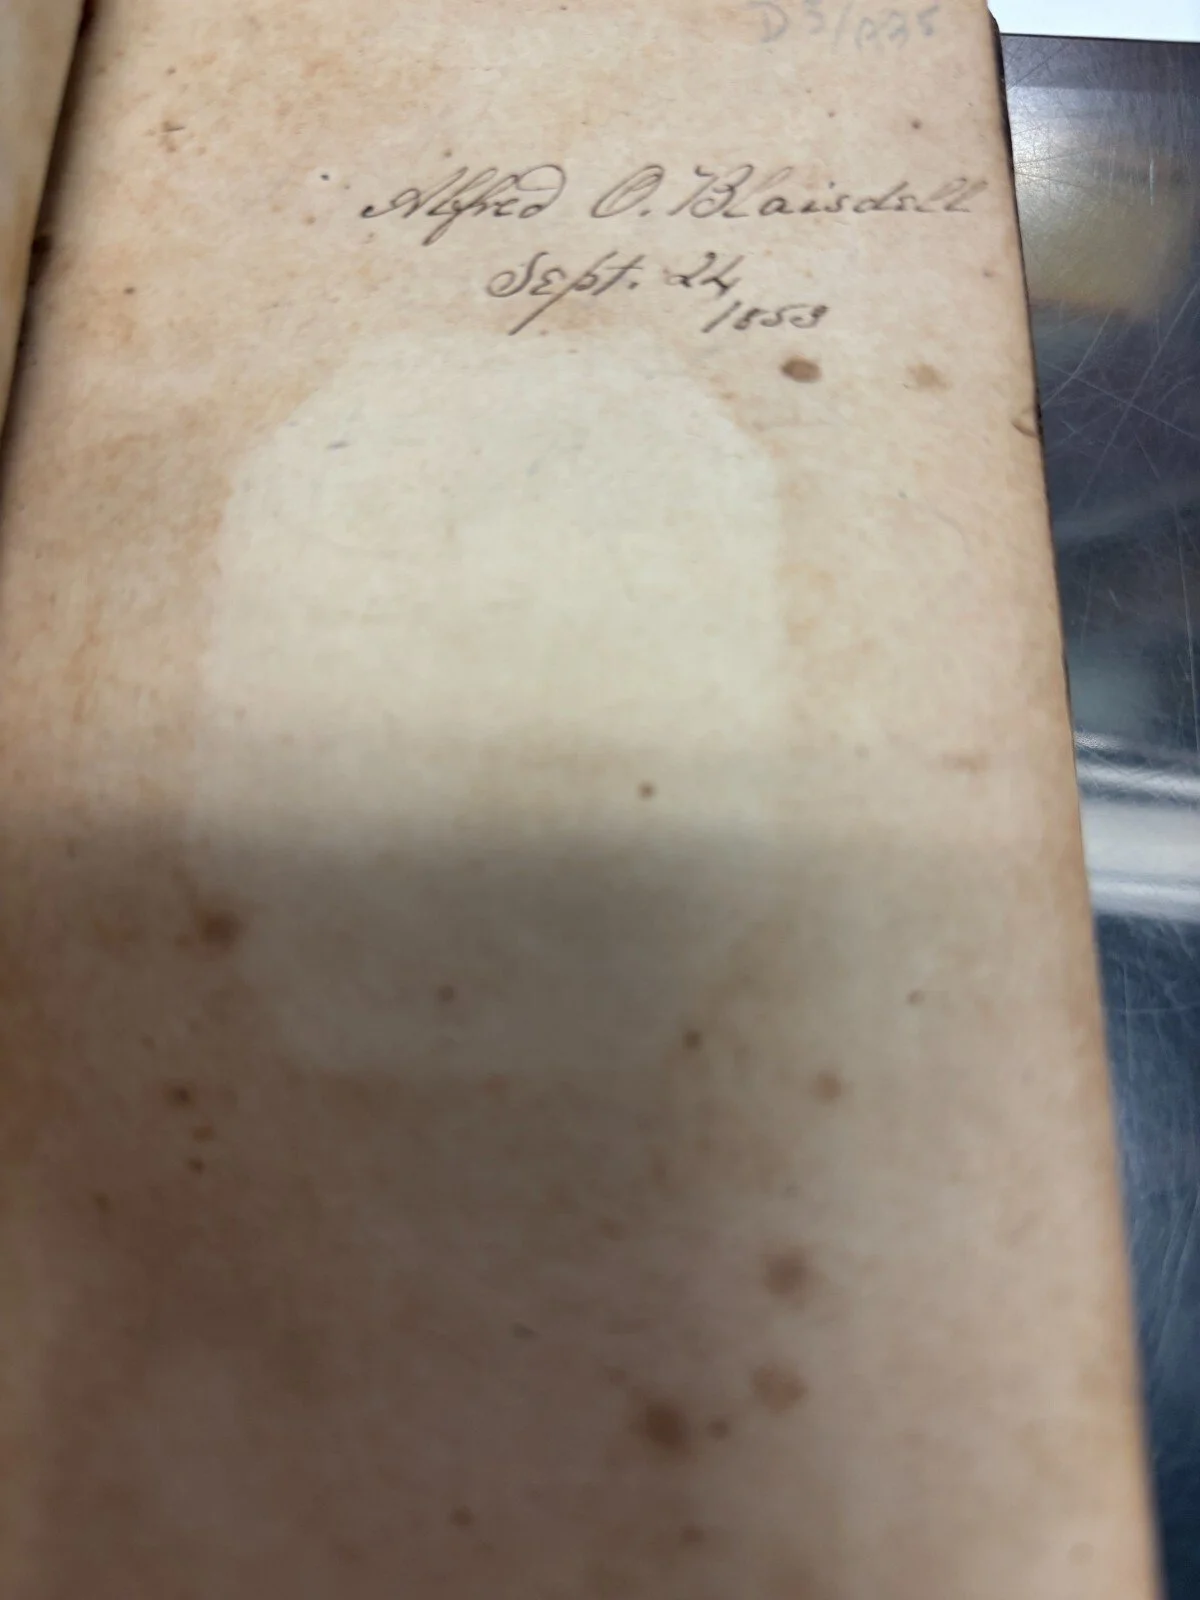 Alfred O. Blaisdell
Sept. 24
1853